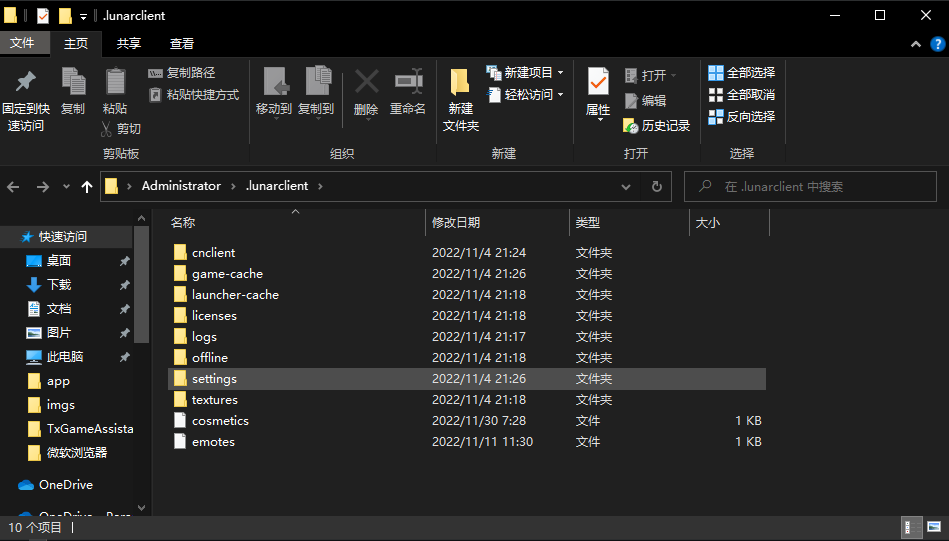 .lunarclient
文件 主页 共享 查看
固定到快速访问
复制
粘贴
复制路径
粘贴快捷方式
剪切
剪贴板
移动到
复制到
删除
重命名
组织
新建文件夹
新建项目
轻松访问
新建
属性
打开
编辑
历史记录
打开
全部选择
全部取消
反向选择
选择
Administrator .lunarclient
在 .lunarclient 中搜索
快速访问
桌面
下载
文档
图片
此电脑
app
imgs
TxGameAssista
微软浏览器
OneDrive
名称 修改日期 类型 大小
cnclient 2022/11/4 21:24 文件夹
game-cache 2022/11/4 21:26 文件夹
launcher-cache 2022/11/4 21:18 文件夹
licenses 2022/11/4 21:18 文件夹
logs 2022/11/4 21:17 文件夹
offline 2022/11/4 21:18 文件夹
settings 2022/11/4 21:26 文件夹
textures 2022/11/4 21:18 文件夹
cosmetics 2022/11/30 7:28 文件 1 KB
emotes 2022/11/11 11:30 文件 1 KB
10 个项目